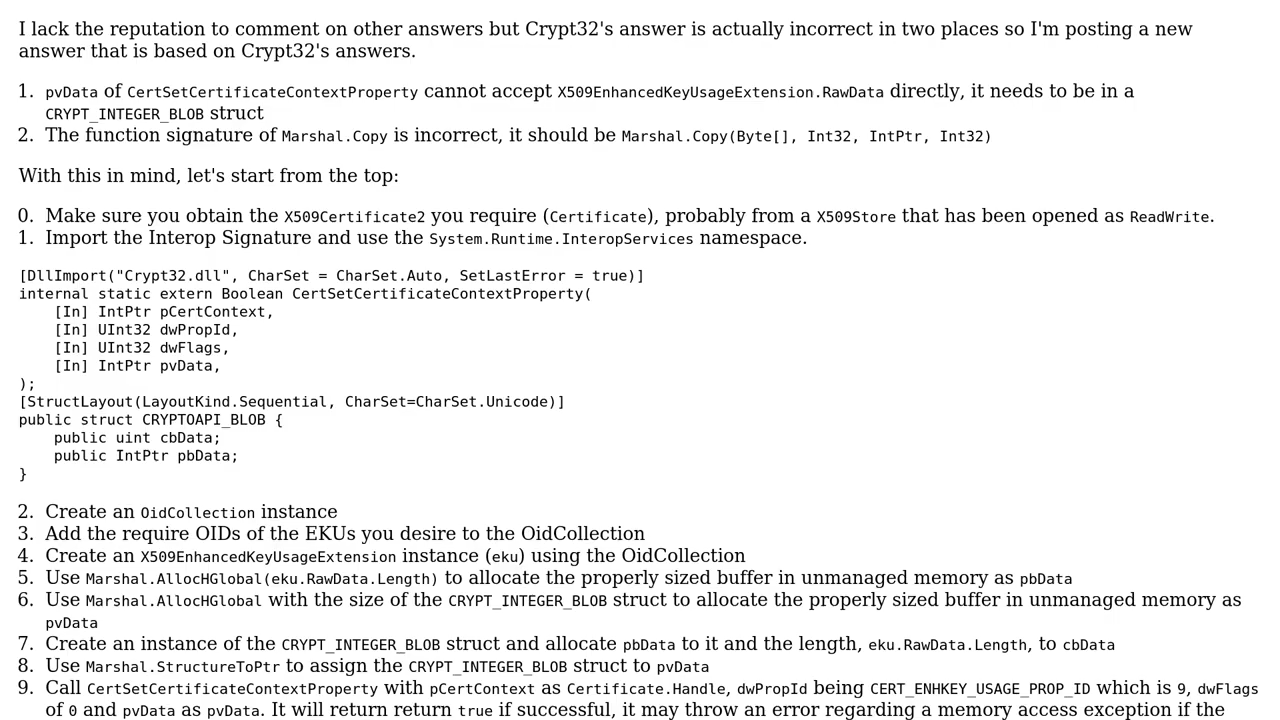 I lack the reputation to comment on other answers but Crypt32's answer is actually incorrect in two places so I'm posting a new
answer that is based on Crypt32's answers.
1. pvData of CertSetCertificateContextProperty cannot accept X509EnhancedKeyUsageExtension.RawData directly, it needs to be in a
CRYPT_INTEGER_BLOB struct
2. The function signature of Marshal.Copy is incorrect, it should be Marshal.Copy(Byte[], Int32, IntPtr, Int32)
With this in mind, let's start from the top:
0. Make sure you obtain the X509Certificate2 you require (Certificate), probably from a X509Store that has been opened as ReadWrite.
1. Import the Interop Signature and use the System.Runtime.InteropServices namespace.
[DllImport("Crypt32.dll", CharSet = CharSet.Auto, SetLastError = true)]
internal static extern Boolean CertSetCertificateContextProperty(
    [In] IntPtr pCertContext,
    [In] UInt32 dwPropId,
    [In] UInt32 dwFlags,
    [In] IntPtr pvData,
);
[StructLayout(LayoutKind.Sequential, CharSet=CharSet.Unicode)]
public struct CRYPTOAPI_BLOB {
    public uint cbData;
    public IntPtr pbData;
}
2. Create an OidCollection instance
3. Add the require OIDs of the EKUs you desire to the OidCollection
4. Create an X509EnhancedKeyUsageExtension instance (eku) using the OidCollection
5. Use Marshal.AllocHGlobal(eku.RawData.Length) to allocate the properly sized buffer in unmanaged memory as pbData
6. Use Marshal.AllocHGlobal with the size of the CRYPT_INTEGER_BLOB struct to allocate the properly sized buffer in unmanaged memory as
pvData
7. Create an instance of the CRYPT_INTEGER_BLOB struct and allocate pbData to it and the length, eku.RawData.Length, to cbData
8. Use Marshal.StructureToPtr to assign the CRYPT_INTEGER_BLOB struct to pvData
9. Call CertSetCertificateContextProperty with pCertContext as Certificate.Handle, dwPropId being CERT_ENHKEY_USAGE_PROP_ID which is 9, dwFlags
of 0 and pvData as pvData. It will return return true if successful, it may throw an error regarding a memory access exception if the